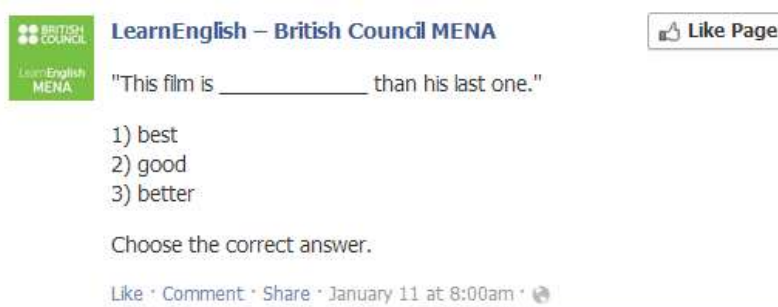 BRITISH
COUNCIL
LearnEnglish
MENA
LearnEnglish – British Council MENA
Like Page
"This film is ______________ than his last one."
1) best
2) good
3) better
Choose the correct answer.
Like · Comment · Share · January 11 at 8:00am ·